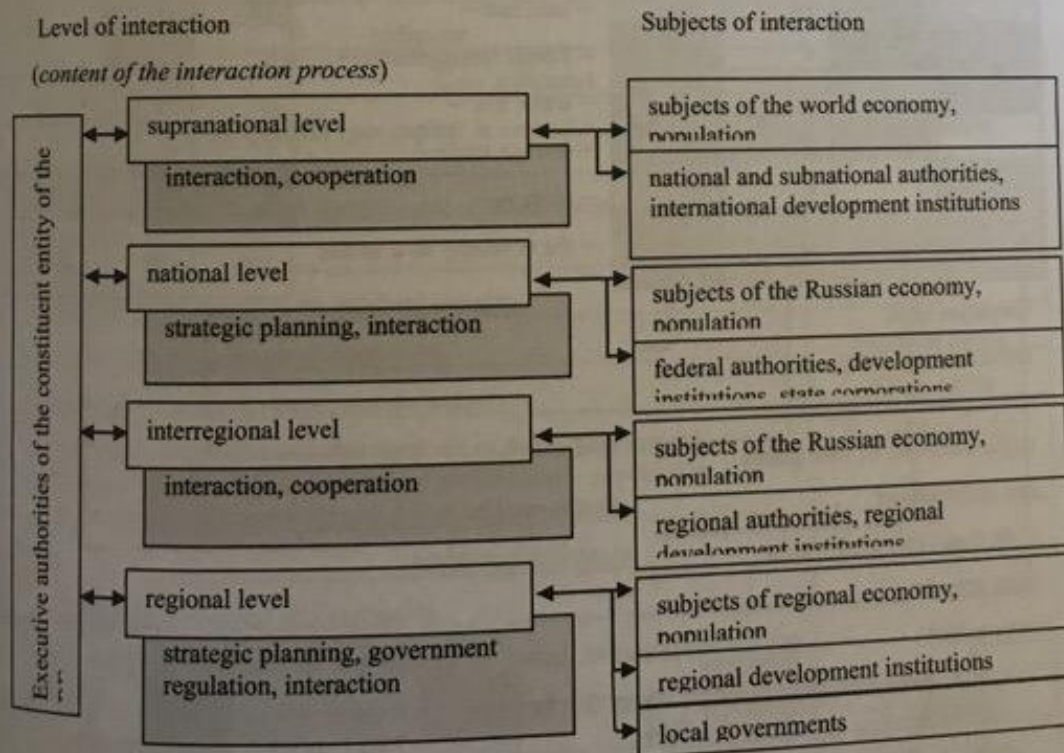 Level of interaction
(content of the interaction process)
Subjects of interaction
Executive authorities of the constituent entity of the
supranational level
interaction, cooperation
subjects of the world economy,
population
national and subnational authorities,
international development institutions
national level
strategic planning, interaction
subjects of the Russian economy,
population
federal authorities, development
institutions, state corporations
interregional level
interaction, cooperation
subjects of the Russian economy,
population
regional authorities, regional
development institutions
regional level
strategic planning, government
regulation, interaction
subjects of regional economy,
population
regional development institutions
local governments